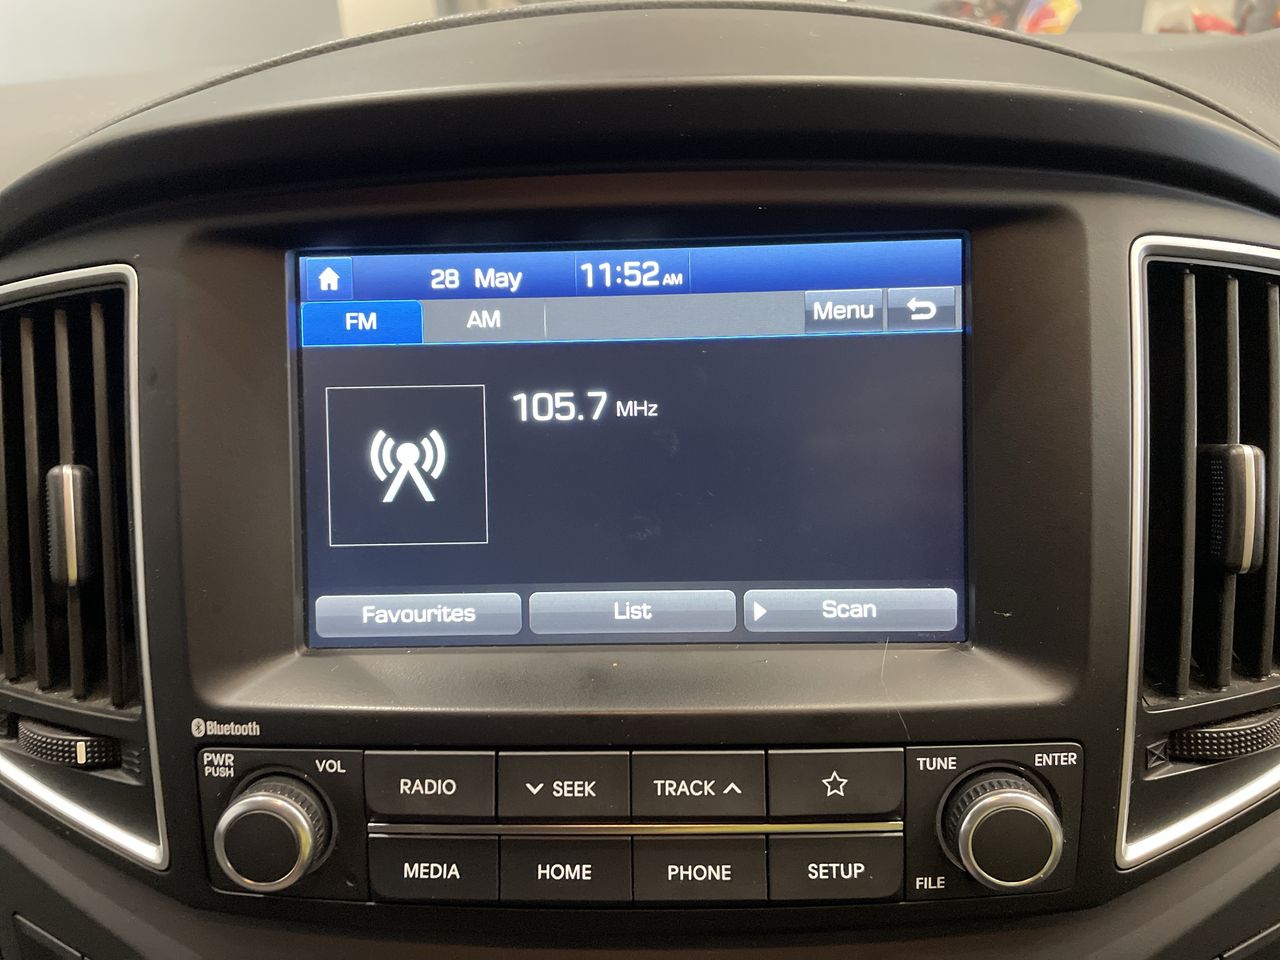 28 May 11:52 AM
FM AM Menu
105.7 MHz
Favourites List Scan
Bluetooth
PWR PUSH VOL
RADIO SEEK TRACK
TUNE ENTER
MEDIA HOME PHONE SETUP
FILE